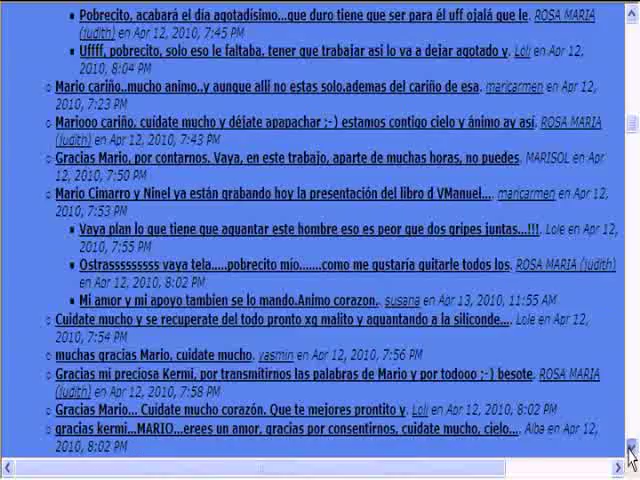 Pobrecito, acabará el día agotadísimo...que duro tiene que ser para él uff ojalá que le. ROSA MARIA
(judith) en Apr 12, 2010, 7:45 PM
Uffff, pobrecito, solo eso le faltaba, tener que trabajar asi lo va a dejar agotado y. Loli en Apr 12,
2010, 8:04 PM
Mario cariño..mucho animo..y aunque alli no estas solo.ademas del cariño de esa. maricarmen en Apr 12,
2010, 7:23 PM
Mariooo cariño, cuídate mucho y déjate apapachar ;-) estamos contigo cielo y ánimo ay así. ROSA MARIA
(judith) en Apr 12, 2010, 7:43 PM
Gracias Mario, por contarnos. Vaya, en este trabajo, aparte de muchas horas, no puedes. MARISOL en Apr
12, 2010, 7:50 PM
Mario Cimarro y Ninel ya están grabando hoy la presentación del libro d VManuel.... maricarmen en Apr 12,
2010, 7:53 PM
Vaya plan lo que tiene que aguantar este hombre eso es peor que dos gripes juntas...!!!. Lole en Apr 12,
2010, 7:55 PM
Ostrasssssssss vaya tela.....pobrecito mío.......como me gustaría quitarle todos los. ROSA MARIA (judith)
en Apr 12, 2010, 8:02 PM
Mi amor y mi apoyo tambien se lo mando.Animo corazon.. susana en Apr 13, 2010, 11:55 AM
Cuidate mucho y se recuperate del todo pronto xq malito y aguantando a la siliconde.... Lole en Apr 12,
2010, 7:54 PM
muchas gracias Mario, cuidate mucho. yasmin en Apr 12, 2010, 7:56 PM
Gracias mi preciosa Kermi, por transmitirnos las palabras de Mario y por todooo ;-) besote. ROSA MARIA
(judith) en Apr 12, 2010, 7:58 PM
Gracias Mario... Cuidate mucho corazón. Que te mejores prontito y. Loli en Apr 12, 2010, 8:02 PM
gracias kermi...MARIO...erees un amor, gracias por consentirnos, cuidate mucho, cielo.... Alba en Apr 12,
2010, 8:02 PM